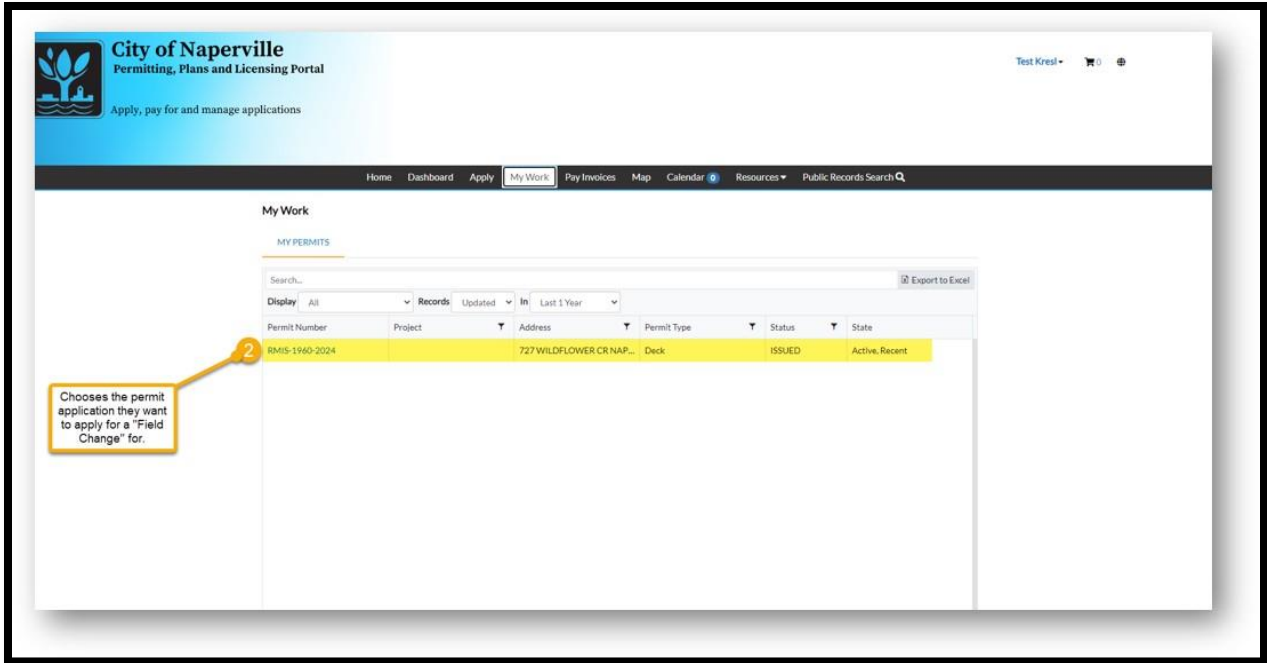 City of Naperville
Permitting, Plans and Licensing Portal
Apply, pay for and manage applications
Test Kresl 0
Home Dashboard Apply My Work Pay Invoices Map Calendar 0 Resources Public Records Search
My Work
MY PERMITS
Search... Export to Excel
Display All Records Updated In Last 1 Year
Permit Number Project Address Permit Type Status State
2 RMIS-1960-2024 727 WILDFLOWER CR NAP... Deck ISSUED Active, Recent
Chooses the permit
application they want
to apply for a "Field
Change" for.